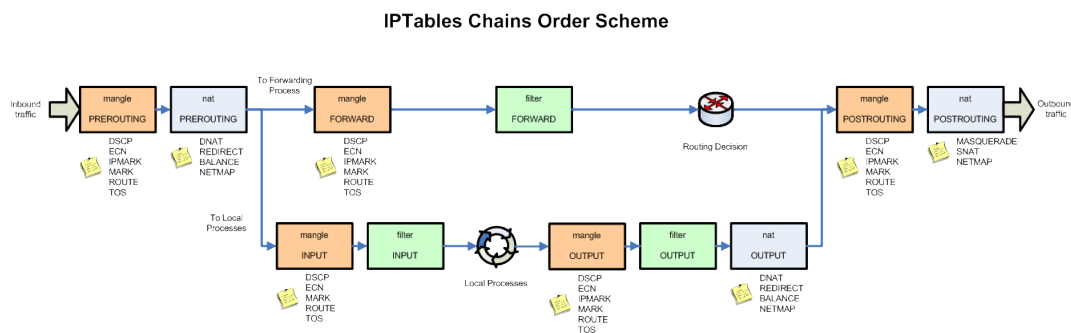 IPTables Chains Order Scheme
Inbound
traffic
mangle
PREROUTING
DSCP
ECN
IPMARK
MARK
ROUTE
TOS
nat
PREROUTING
DNAT
REDIRECT
BALANCE
NETMAP
To Forwarding
Process
mangle
FORWARD
DSCP
ECN
IPMARK
MARK
ROUTE
TOS
filter
FORWARD
Routing Decision
mangle
POSTROUTING
DSCP
ECN
IPMARK
MARK
ROUTE
TOS
nat
POSTROUTING
MASQUERADE
SNAT
NETMAP
Outbound
traffic
To Local
Processes
mangle
INPUT
DSCP
ECN
MARK
ROUTE
TOS
filter
INPUT
Local Processes
mangle
OUTPUT
DSCP
ECN
IPMARK
MARK
ROUTE
TOS
filter
OUTPUT
nat
OUTPUT
DNAT
REDIRECT
BALANCE
NETMAP